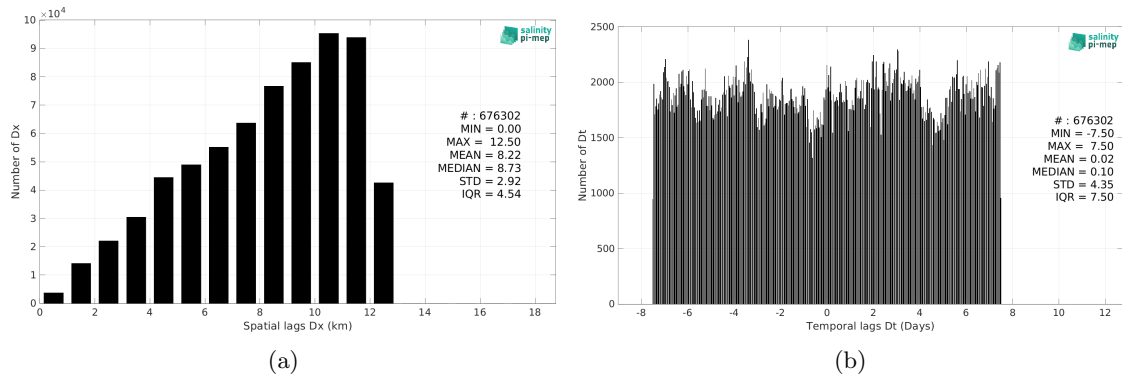 ×10⁴
10
9
8
7
6
5
4
3
2
1
0
Number of Dx
0 2 4 6 8 10 12 14 16 18
Spatial lags Dx (km)
salinity
pi-mep
# : 676302
MIN = 0.00
MAX = 12.50
MEAN = 8.22
MEDIAN = 8.73
STD = 2.92
IQR = 4.54
(a)
2500
2000
1500
1000
500
0
Number of Dt
-8 -6 -4 -2 0 2 4 6 8 10 12
Temporal lags Dt (Days)
salinity
pi-mep
# : 676302
MIN = -7.50
MAX = 7.50
MEAN = 0.02
MEDIAN = 0.10
STD = 4.35
IQR = 7.50
(b)